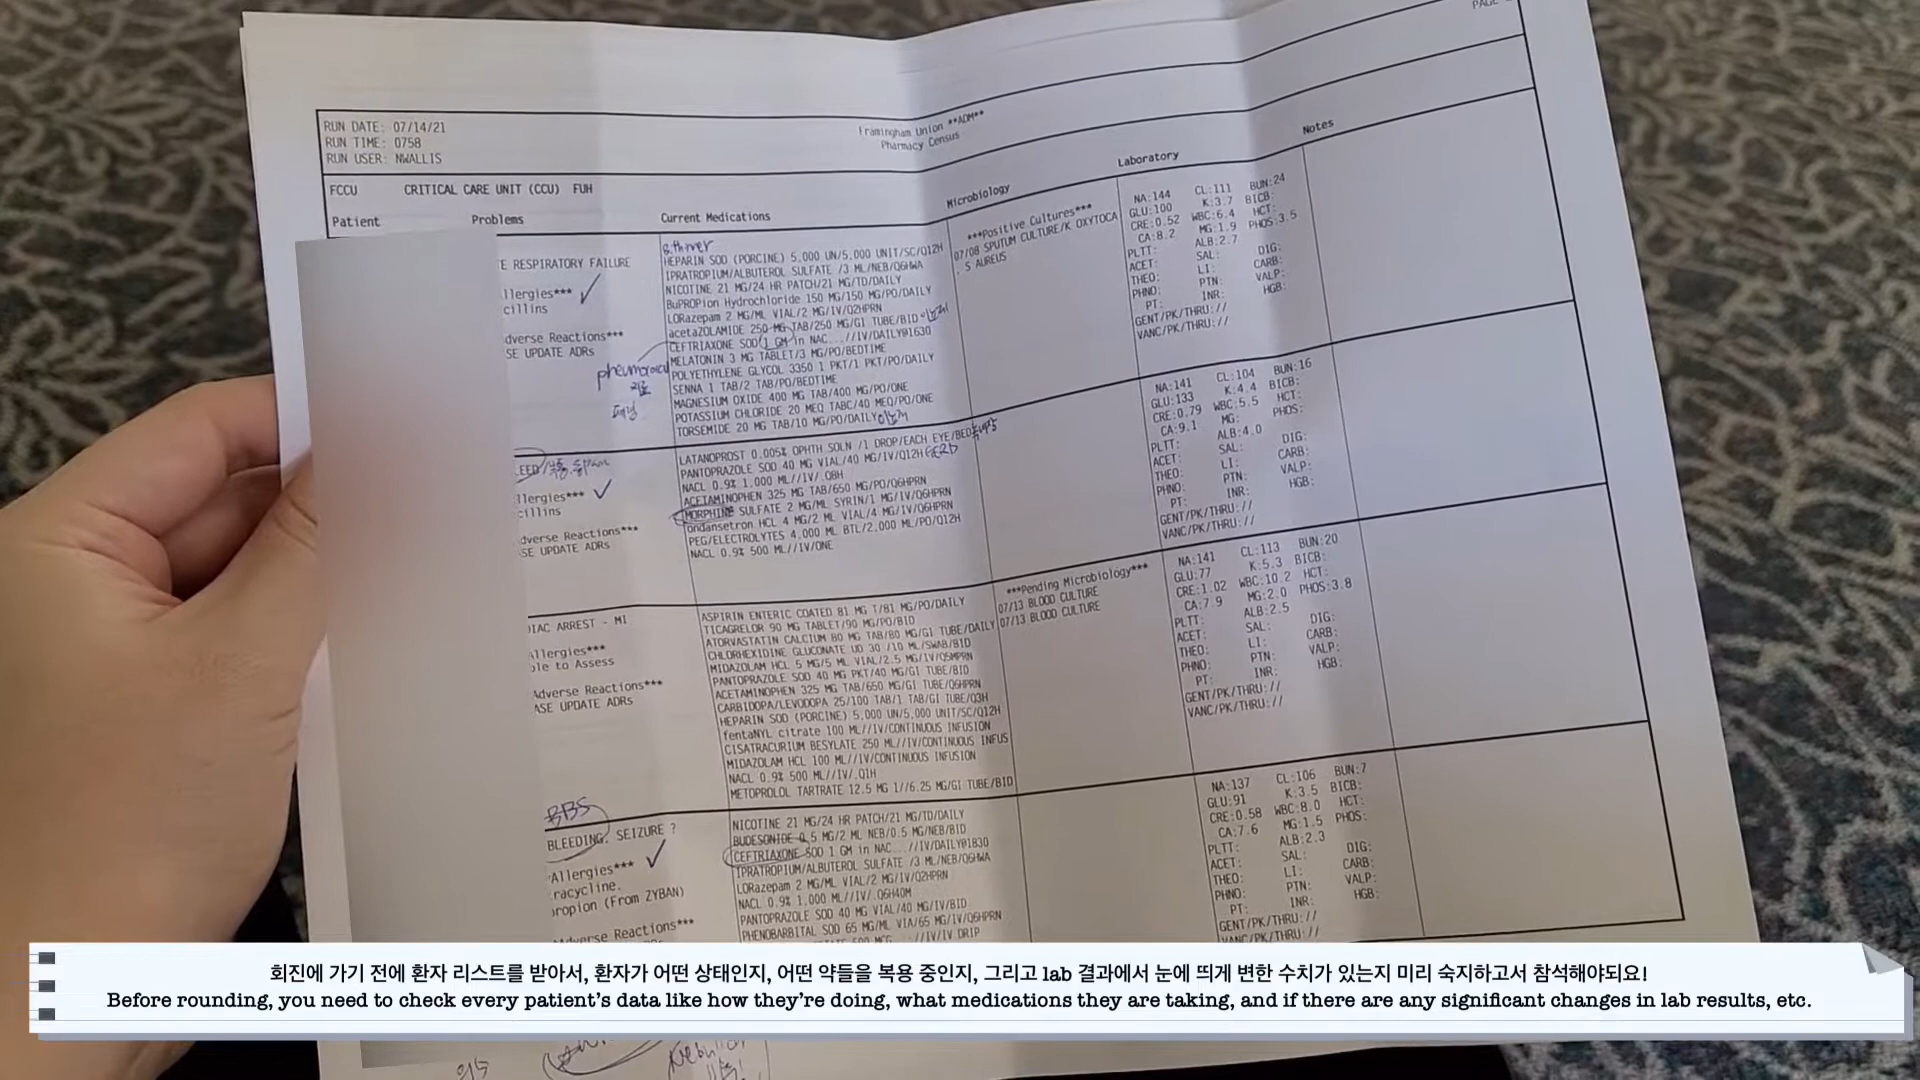 PAGE
RUN DATE: 07/14/21
RUN TIME: 0758
RUN USER: NWALLIS
Framingham Union **ADM**
Pharmacy Census
FCCU CRITICAL CARE UNIT (CCU) FUH
Patient Problems Current Medications Microbiology Laboratory Notes
E RESPIRATORY FAILURE
llergies***
cillins
dverse Reactions***
SE UPDATE ADRs
B.thinner
HEPARIN SOD (PORCINE) 5,000 UN/5,000 UNIT/SC/Q12H
IPRATROPIUM/ALBUTEROL SULFATE /3 ML/NEB/Q6HWA
NICOTINE 21 MG/24 HR PATCH/21 MG/TD/DAILY
BuPROPion Hydrochloride 150 MG/150 MG/PO/DAILY
LORazepam 2 MG/ML VIAL/2 MG/IV/Q2HPRN
acetaZOLAMIDE 250 MG TAB/250 MG/GI TUBE/BID 이뇨제
CEFTRIAXONE SOD 1 GM in NAC...//IV/DAILY@1630
MELATONIN 3 MG TABLET/3 MG/PO/BEDTIME
POLYETHYLENE GLYCOL 3350 1 PKT/1 PKT/PO/DAILY
SENNA 1 TAB/2 TAB/PO/BEDTIME
MAGNESIUM OXIDE 400 MG TAB/400 MG/PO/ONE
POTASSIUM CHLORIDE 20 MEQ TABC/40 MEQ/PO/ONE
TORSEMIDE 20 MG TAB/10 MG/PO/DAILY 이뇨제
***Positive Cultures***
07/08 SPUTUM CULTURE/K OXYTOCA
, S AUREUS
NA:144 CL:111 BUN:24
GLU:100 K:3.7 BICB:
CRE:0.52 WBC:6.4 HCT:
CA:8.2 MG:1.9 PHOS:3.5
PLTT: ALB:2.7
ACET: SAL: DIG:
THEO: LI: CARB:
PHNO: PTN: VALP:
PT: INR: HGB:
GENT/PK/THRU://
VANC/PK/THRU://
LEED
llergies***
cillins
dverse Reactions***
SE UPDATE ADRs
LATANOPROST 0.005% OPHTH SOLN /1 DROP/EACH EYE/BED
PANTOPRAZOLE SOD 40 MG VIAL/40 MG/IV/Q12H GERD
NACL 0.9% 1,000 ML//IV/.Q8H
ACETAMINOPHEN 325 MG TAB/650 MG/PO/Q6HPRN
MORPHINE SULFATE 2 MG/ML SYRIN/1 MG/IV/Q6HPRN
ondansetron HCL 4 MG/2 ML VIAL/4 MG/IV/Q6HPRN
PEG/ELECTROLYTES 4,000 ML BTL/2,000 ML/PO/Q12H
NACL 0.9% 500 ML//IV/ONE
NA:141 CL:104 BUN:16
GLU:133 K:4.4 BICB:
CRE:0.79 WBC:5.5 HCT:
CA:9.1 MG: PHOS:
PLTT: ALB:4.0
ACET: SAL: DIG:
THEO: LI: CARB:
PHNO: PTN: VALP:
PT: INR: HGB:
GENT/PK/THRU://
VANC/PK/THRU://
IAC ARREST - MI
llergies***
ble to Assess
Adverse Reactions***
ASE UPDATE ADRs
ASPIRIN ENTERIC COATED 81 MG T/81 MG/PO/DAILY
TICAGRELOR 90 MG TABLET/90 MG/PO/BID
ATORVASTATIN CALCIUM 80 MG TAB/80 MG/GI TUBE/DAILY
CHLORHEXIDINE GLUCONATE UD 30 /10 ML/SWAB/BID
MIDAZOLAM HCL 5 MG/5 ML VIAL/2.5 MG/IV/Q5MPRN
PANTOPRAZOLE SOD 40 MG PKT/40 MG/GI TUBE/BID
ACETAMINOPHEN 325 MG TAB/650 MG/GI TUBE/Q6HPRN
CARBIDOPA/LEVODOPA 25/100 TAB/1 TAB/GI TUBE/Q3H
HEPARIN SOD (PORCINE) 5,000 UN/5,000 UNIT/SC/Q12H
fentaNYL citrate 100 ML//IV/CONTINUOUS INFUSION
CISATRACURIUM BESYLATE 250 ML//IV/CONTINUOUS INFUS
MIDAZOLAM HCL 100 ML//IV/CONTINUOUS INFUSION
NACL 0.9% 500 ML//IV/.Q1H
METOPROLOL TARTRATE 12.5 MG 1//6.25 MG/GI TUBE/BID
***Pending Microbiology***
07/13 BLOOD CULTURE
07/13 BLOOD CULTURE
NA:141 CL:113 BUN:20
GLU:77 K:5.3 BICB:
CRE:1.02 WBC:10.2 HCT:
CA:7.9 MG:2.0 PHOS:3.8
PLTT: ALB:2.5
ACET: SAL: DIG:
THEO: LI: CARB:
PHNO: PTN: VALP:
PT: INR: HGB:
GENT/PK/THRU://
VANC/PK/THRU://
BBS
BLEEDING, SEIZURE ?
Allergies***
racycline,
propion (From ZYBAN)
Adverse Reactions***
NICOTINE 21 MG/24 HR PATCH/21 MG/TD/DAILY
BUDESONIDE 0.5 MG/2 ML NEB/0.5 MG/NEB/BID
CEFTRIAXONE SOD 1 GM in NAC...//IV/DAILY@1830
IPRATROPIUM/ALBUTEROL SULFATE /3 ML/NEB/Q6HWA
LORazepam 2 MG/ML VIAL/2 MG/IV/Q2HPRN
NACL 0.9% 1,000 ML//IV/.Q6H40M
PANTOPRAZOLE SOD 40 MG VIAL/40 MG/IV/BID
PHENOBARBITAL SOD 65 MG/ML VIA/65 MG/IV/Q6HPRN
NA:137 CL:106 BUN:7
GLU:91 K:3.5 BICB:
CRE:0.58 WBC:8.0 HCT:
CA:7.6 MG:1.5 PHOS:
PLTT: ALB:2.3
ACET: SAL: DIG:
THEO: LI: CARB:
PHNO: PTN: VALP:
PT: INR: HGB:
GENT/PK/THRU://
VANC/PK/THRU://
회진에 가기 전에 환자 리스트를 받아서, 환자가 어떤 상태인지, 어떤 약들을 복용 중인지, 그리고 lab 결과에서 눈에 띄게 변한 수치가 있는지 미리 숙지하고서 참석해야되요!
Before rounding, you need to check every patient's data like how they're doing, what medications they are taking, and if there are any significant changes in lab results, etc.